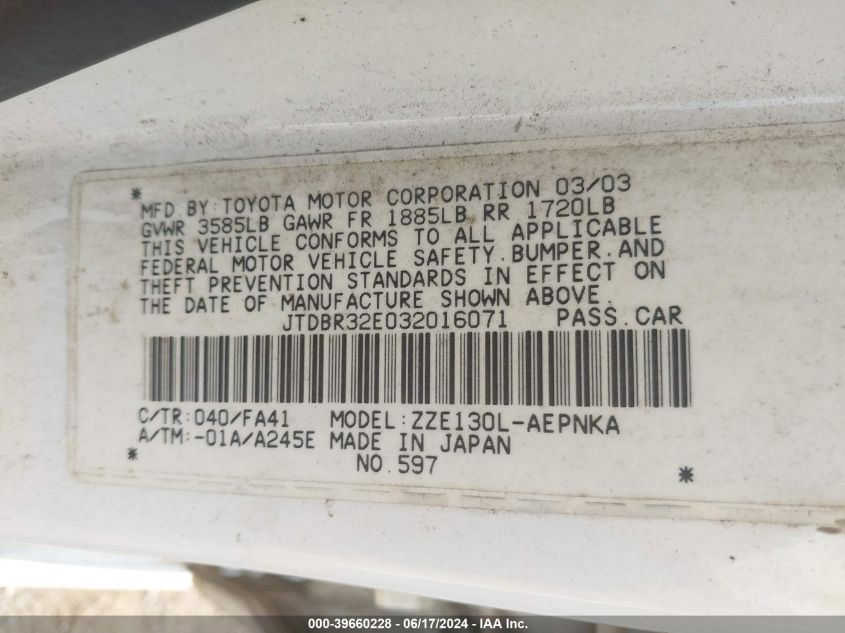 * MFD.BY:TOYOTA MOTOR CORPORATION 03/03
GVWR 3585LB GAWR FR 1885LB RR 1720LB
THIS VEHICLE CONFORMS TO ALL APPLICABLE
FEDERAL MOTOR VEHICLE SAFETY.BUMPER.AND
THEFT PREVENTION STANDARDS IN EFFECT ON
THE DATE OF MANUFACTURE SHOWN ABOVE.
JTDBR32E032016071 PASS.CAR
C/TR:040/FA41 MODEL:ZZE130L-AEPNKA
A/TM:-01A/A245E MADE IN JAPAN
* NO.597 *
000-39660228 - 06/17/2024 - IAA Inc.